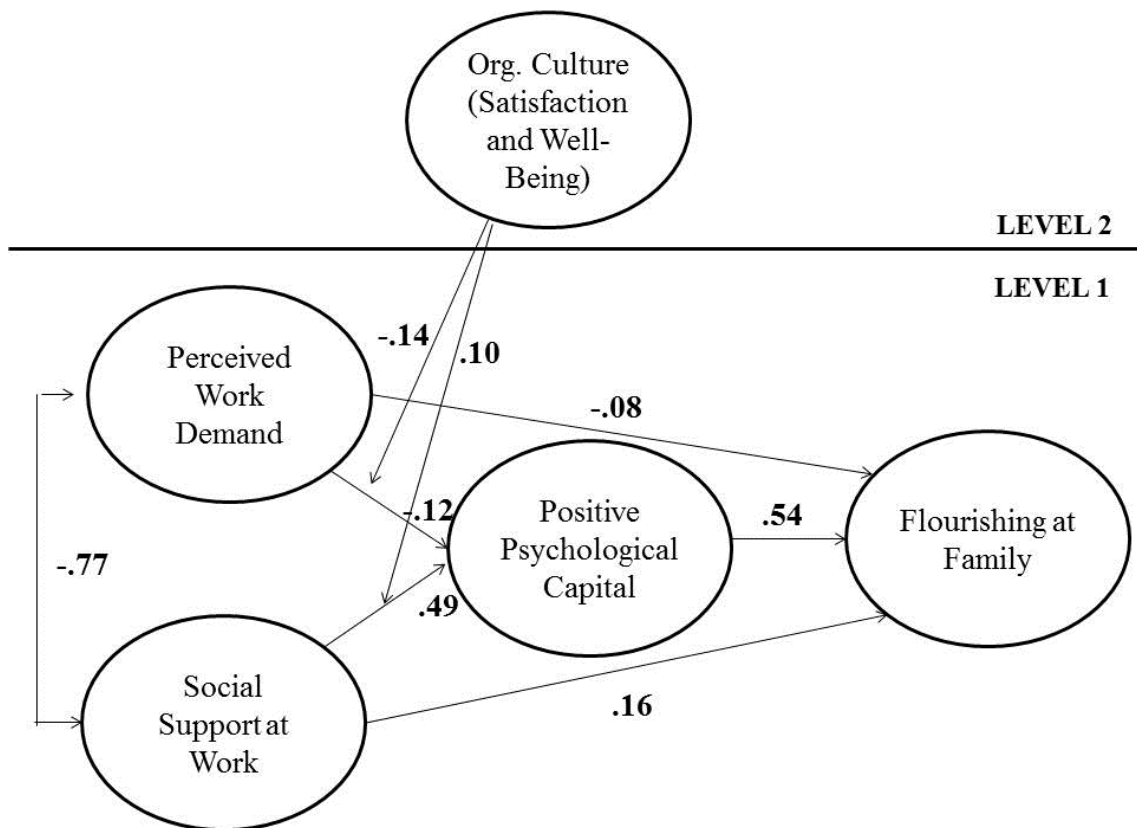 Org. Culture
(Satisfaction
and Well-
Being)
LEVEL 2
LEVEL 1
Perceived
Work
Demand
-.14
.10
-.08
-.12
Positive
Psychological
Capital
.54
Flourishing at
Family
-.77
.49
Social
Support at
Work
.16